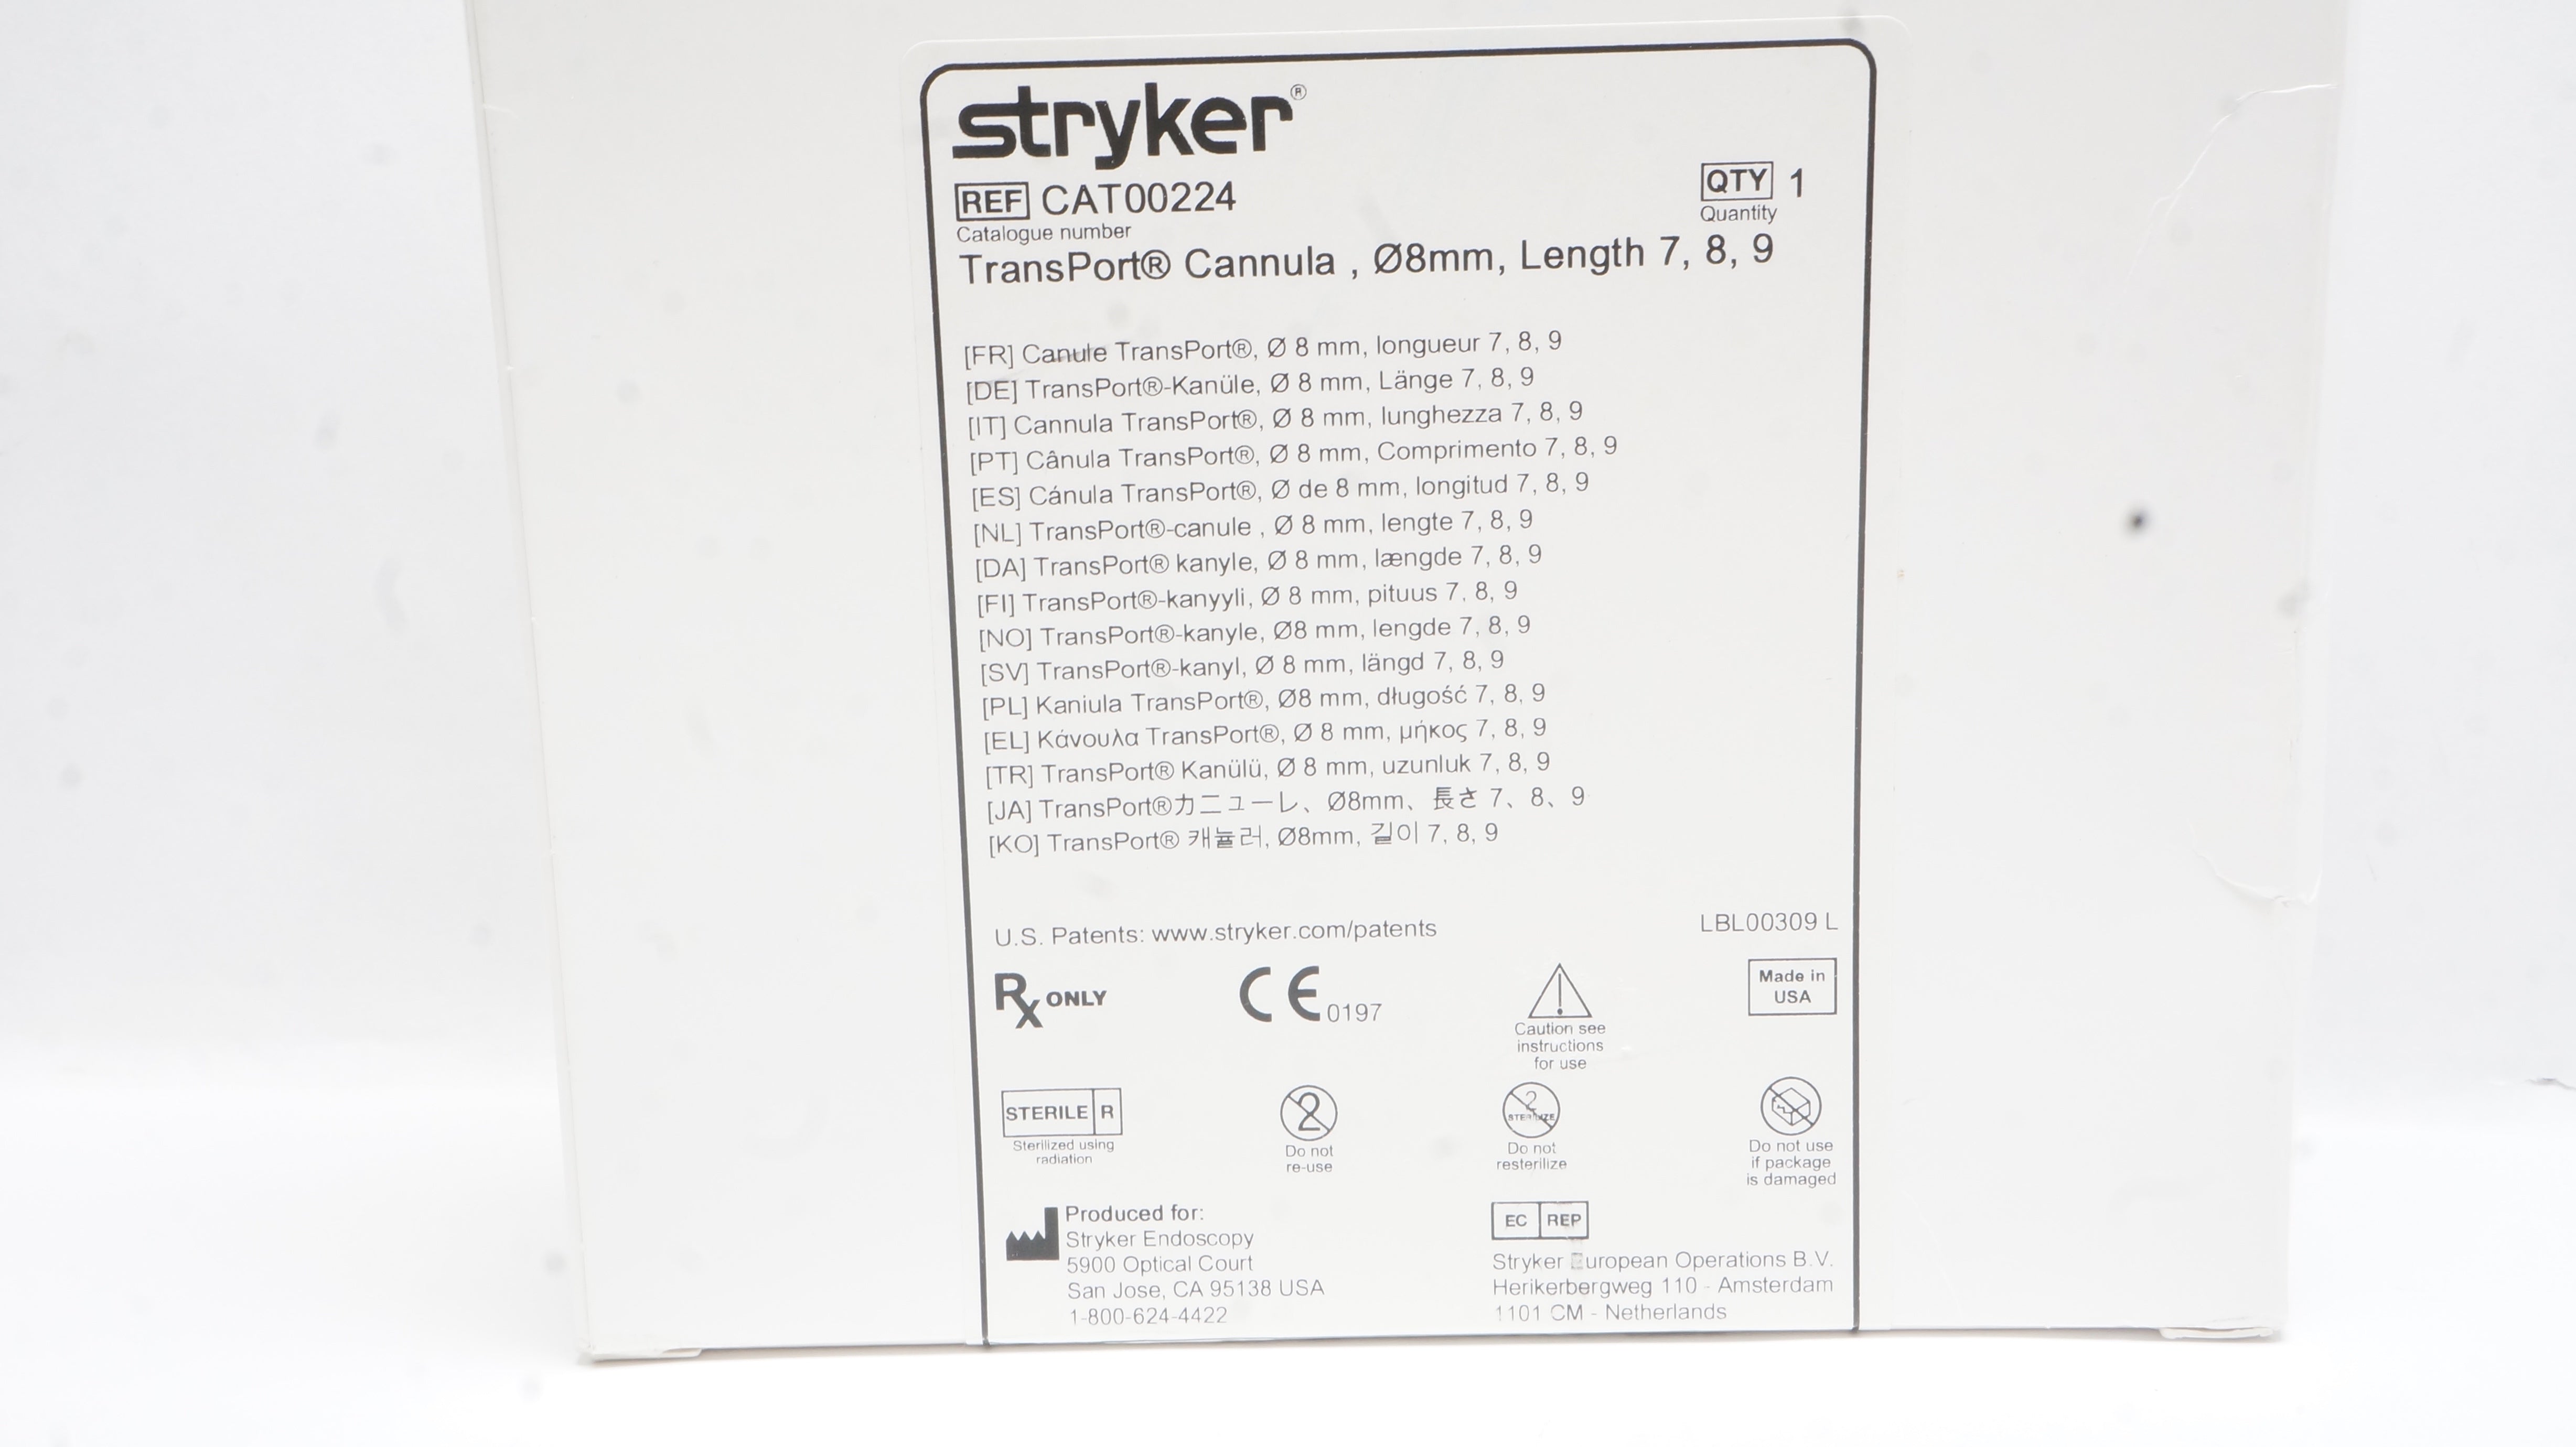 stryker®
REF CAT00224
Catalogue number
QTY 1
Quantity
TransPort® Cannula , Ø8mm, Length 7, 8, 9
[FR] Canule TransPort®, Ø 8 mm, longueur 7, 8, 9
[DE] TransPort®-Kanüle, Ø 8 mm, Länge 7, 8, 9
[IT] Cannula TransPort®, Ø 8 mm, lunghezza 7, 8, 9
[PT] Cânula TransPort®, Ø 8 mm, Comprimento 7, 8, 9
[ES] Cánula TransPort®, Ø de 8 mm, longitud 7, 8, 9
[NL] TransPort®-canule , Ø 8 mm, lengte 7, 8, 9
[DA] TransPort® kanyle, Ø 8 mm, længde 7, 8, 9
[FI] TransPort®-kanyyli, Ø 8 mm, pituus 7, 8, 9
[NO] TransPort®-kanyle, Ø8 mm, lengde 7, 8, 9
[SV] TransPort®-kanyl, Ø 8 mm, längd 7, 8, 9
[PL] Kaniula TransPort®, Ø8 mm, długość 7, 8, 9
[EL] Κάνουλα TransPort®, Ø 8 mm, μήκος 7, 8, 9
[TR] TransPort® Kanülü, Ø 8 mm, uzunluk 7, 8, 9
[JA] TransPort®カニューレ、Ø8mm、長さ 7、8、9
[KO] TransPort® 캐뉼러, Ø8mm, 길이 7, 8, 9
U.S. Patents: www.stryker.com/patents
LBL00309 L
Rx ONLY
CE 0197
Caution see
instructions
for use
Made in
USA
STERILE R
Sterilized using
radiation
2
Do not
re-use
2
STERILIZE
Do not
resterilize
Do not use
if package
is damaged
Produced for:
Stryker Endoscopy
5900 Optical Court
San Jose, CA 95138 USA
1-800-624-4422
EC REP
Stryker European Operations B.V.
Herikerbergweg 110 - Amsterdam
1101 CM - Netherlands